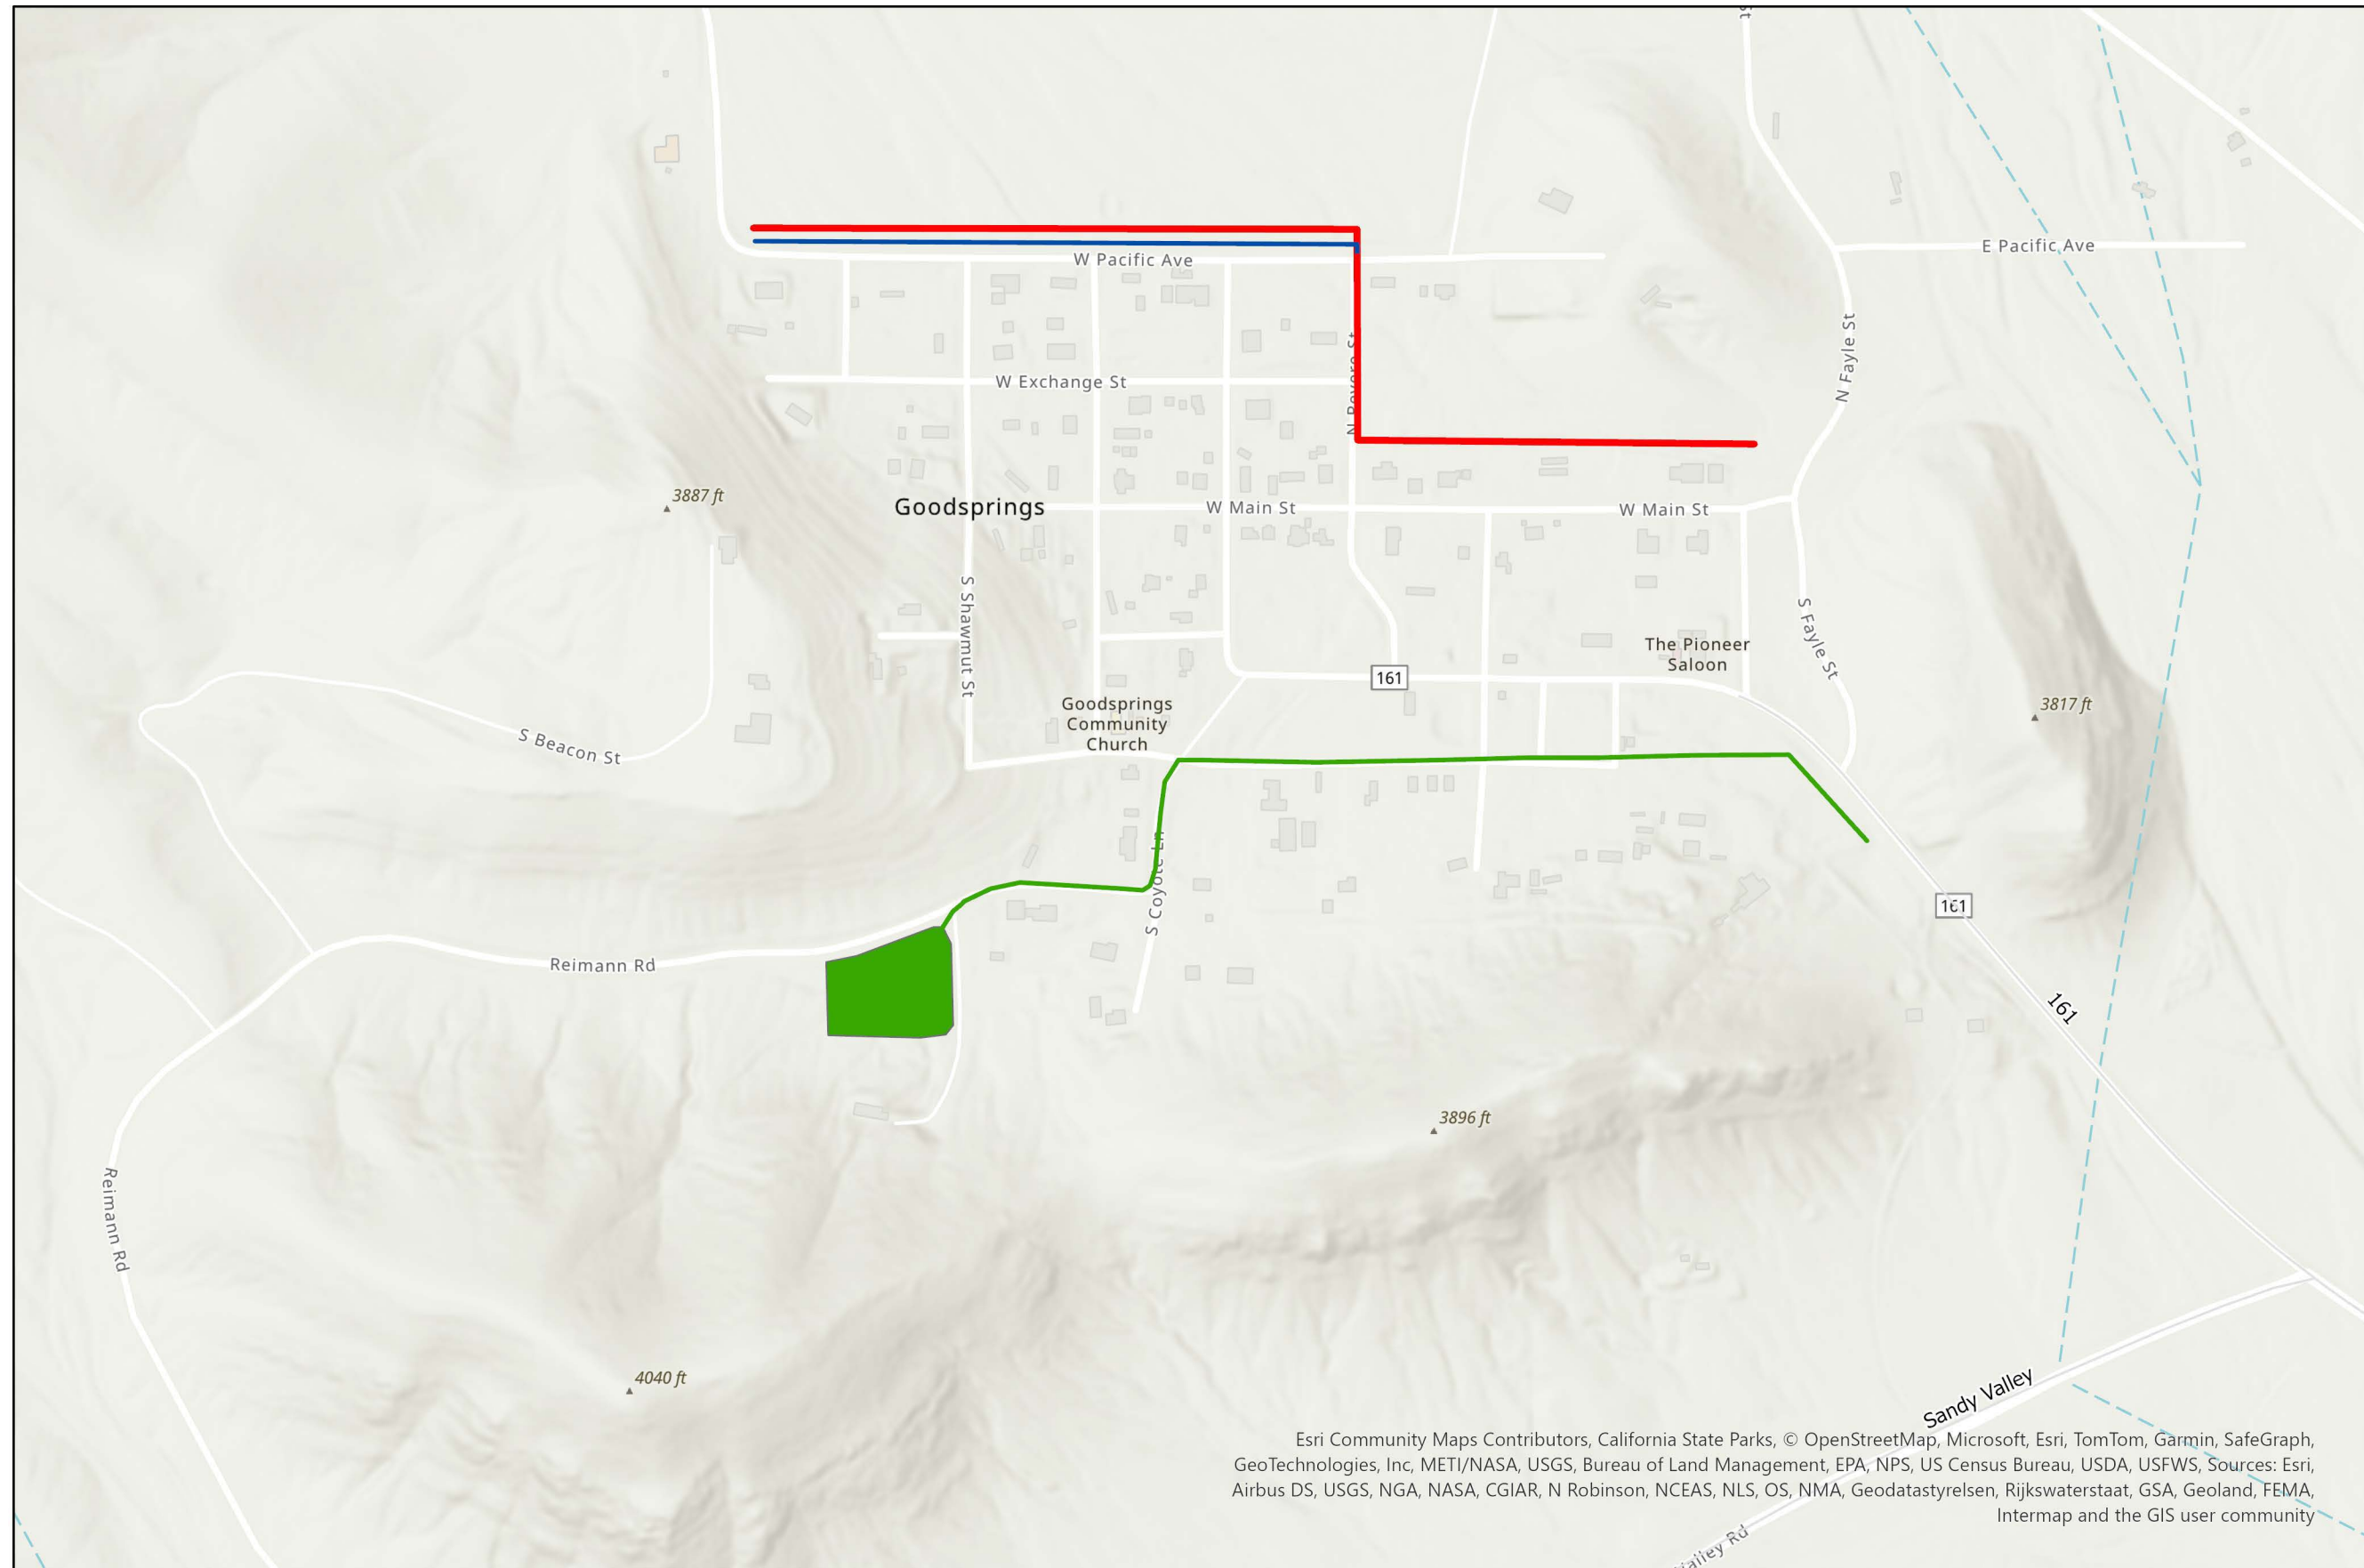 St
W Pacific Ave
E Pacific Ave
N Fayle St
W Exchange St
3887 ft
Goodsprings
W Main St
W Main St
S Shawmut St
S Fayle St
The Pioneer
Saloon
161
3817 ft
Goodsprings
Community
Church
S Beacon St
S Coyote Ln
161
Reimann Rd
161
3896 ft
Reimann Rd
4040 ft
Sandy Valley
Esri Community Maps Contributors, California State Parks, © OpenStreetMap, Microsoft, Esri, TomTom, Garmin, SafeGraph,
GeoTechnologies, Inc, METI/NASA, USGS, Bureau of Land Management, EPA, NPS, US Census Bureau, USDA, USFWS, Sources: Esri,
Airbus DS, USGS, NGA, NASA, CGIAR, N Robinson, NCEAS, NLS, OS, NMA, Geodatastyrelsen, Rijkswaterstaat, GSA, Geoland, FEMA,
Intermap and the GIS user community
Valley Rd